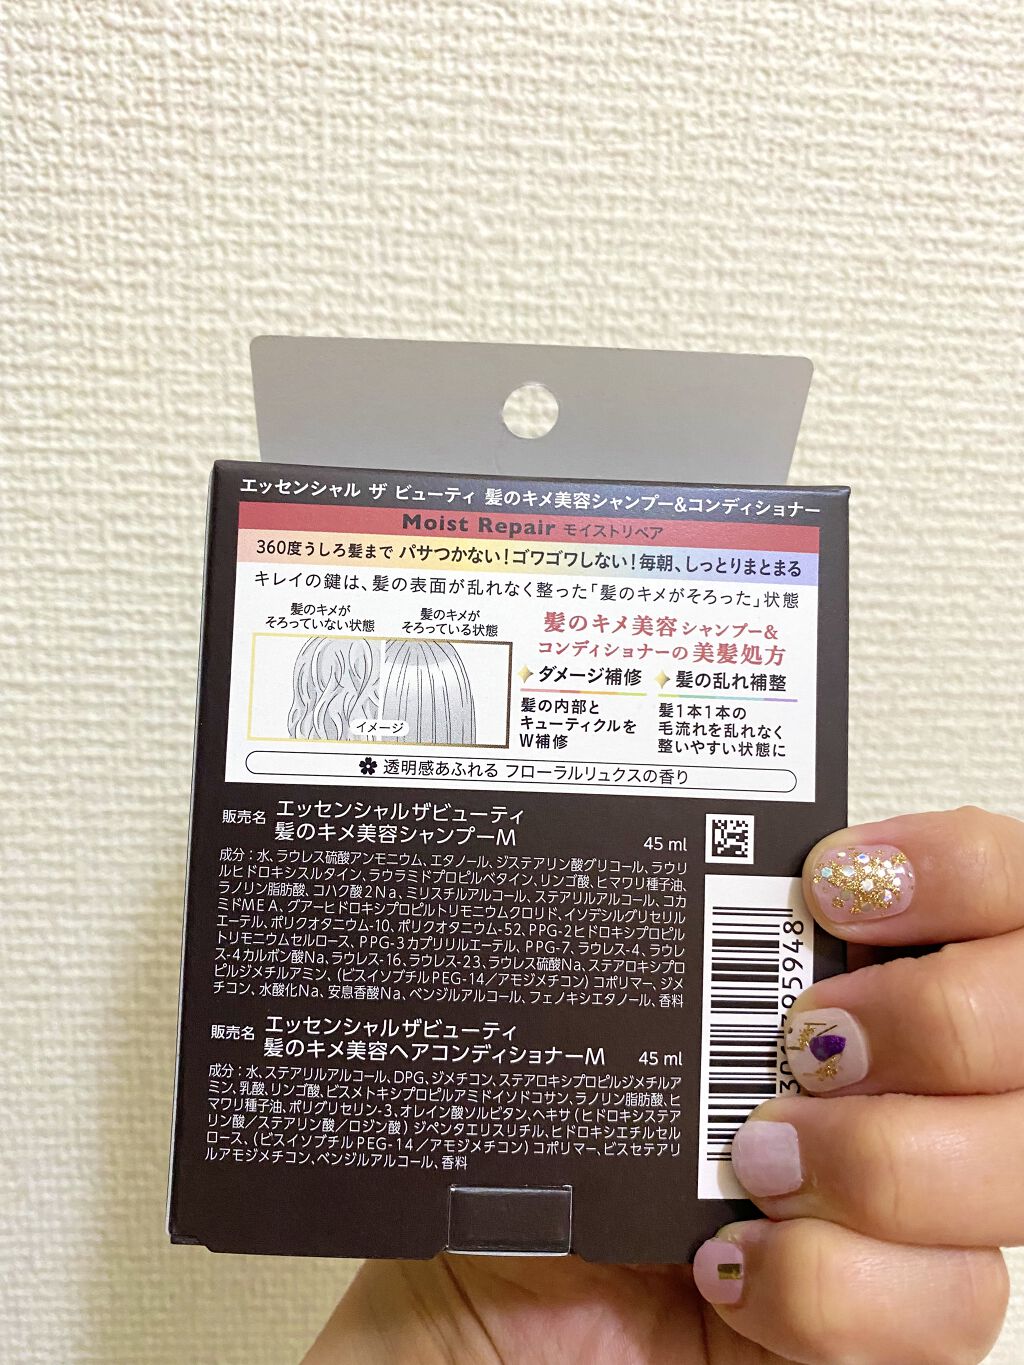 エッセンシャル ザ ビューティ 髪のキメ美容シャンプー&コンディショナー
Moist Repair モイストリペア
360度うしろ髪まで パサつかない!ゴワゴワしない!毎朝、しっとりまとまる
キレイの鍵は、髪の表面が乱れなく整った「髪のキメがそろった」状態
髪のキメが
そろっていない状態
髪のキメが
そろっている状態
イメージ
髪のキメ美容シャンプー&
コンディショナーの美髪処方
ダメージ補修
髪の内部と
キューティクルを
W補修
髪の乱れ補整
髪1本1本の
毛流れを乱れなく
整いやすい状態に
透明感あふれる フローラルリュクスの香り
販売名 エッセンシャルザビューティ
髪のキメ美容シャンプーM 45 ml
成分:水、ラウレス硫酸アンモニウム、エタノール、ジステアリン酸グリコール、ラウリ
ルヒドロキシスルタイン、ラウラミドプロピルベタイン、リンゴ酸、ヒマワリ種子油、
ラノリン脂肪酸、コハク酸2Na、ミリスチルアルコール、ステアリルアルコール、コカ
ミドMEA、グアーヒドロキシプロピルトリモニウムクロリド、イソデシルグリセリル
エーテル、ポリクオタニウム-10、ポリクオタニウム-52、PPG-2ヒドロキシプロピル
トリモニウムセルロース、PPG-3カプリリルエーテル、PPG-7、ラウレス-4、ラウレ
ス-4カルボン酸Na、ラウレス-16、ラウレス-23、ラウレス硫酸Na、ステアロキシプロ
ピルジメチルアミン、(ビスイソブチルPEG-14/アモジメチコン)コポリマー、ジメ
チコン、水酸化Na、安息香酸Na、ベンジルアルコール、フェノキシエタノール、香料
販売名 エッセンシャルザビューティ
髪のキメ美容ヘアコンディショナーM 45 ml
成分:水、ステアリルアルコール、DPG、ジメチコン、ステアロキシプロピルジメチルア
ミン、乳酸、リンゴ酸、ビスメトキシプロピルアミドイソドコサン、ラノリン脂肪酸、ヒ
マワリ種子油、ポリグリセリン-3、オレイン酸ソルビタン、ヘキサ(ヒドロキシステア
リン酸/ステアリン酸/ロジン酸)ジペンタエリスリチル、ヒドロキシエチルセル
ロース、(ビスイソブチルPEG-14/アモジメチコン)コポリマー、ビスセテアリ
ルアモジメチコン、ベンジルアルコール、香料